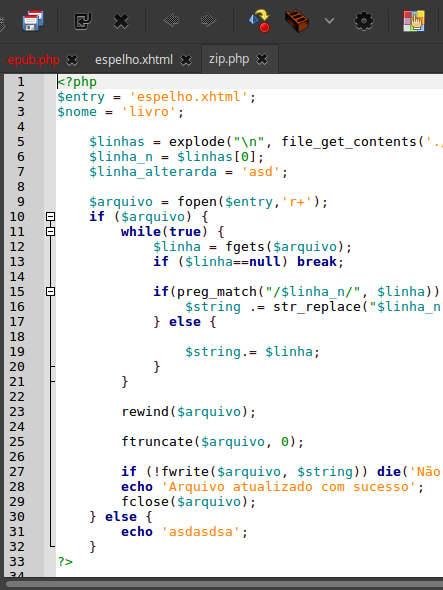 epub.php espelho.xhtml zip.php
1 <?php
2 $entry = 'espelho.xhtml';
3 $nome = 'livro';
4
5 $linhas = explode("\n", file_get_contents('./
6 $linha_n = $linhas[0];
7 $linha_alterarda = 'asd';
8
9 $arquivo = fopen($entry,'r+');
10 if ($arquivo) {
11 while(true) {
12 $linha = fgets($arquivo);
13 if ($linha==null) break;
14
15 if(preg_match("/$linha_n/", $linha))
16 $string .= str_replace("$linha_n
17 } else {
18
19 $string.= $linha;
20 }
21 }
22
23 rewind($arquivo);
24
25 ftruncate($arquivo, 0);
26
27 if (!fwrite($arquivo, $string)) die('Não
28 echo 'Arquivo atualizado com sucesso';
29 fclose($arquivo);
30 } else {
31 echo 'asdasdsa';
32 }
33 ?>
34